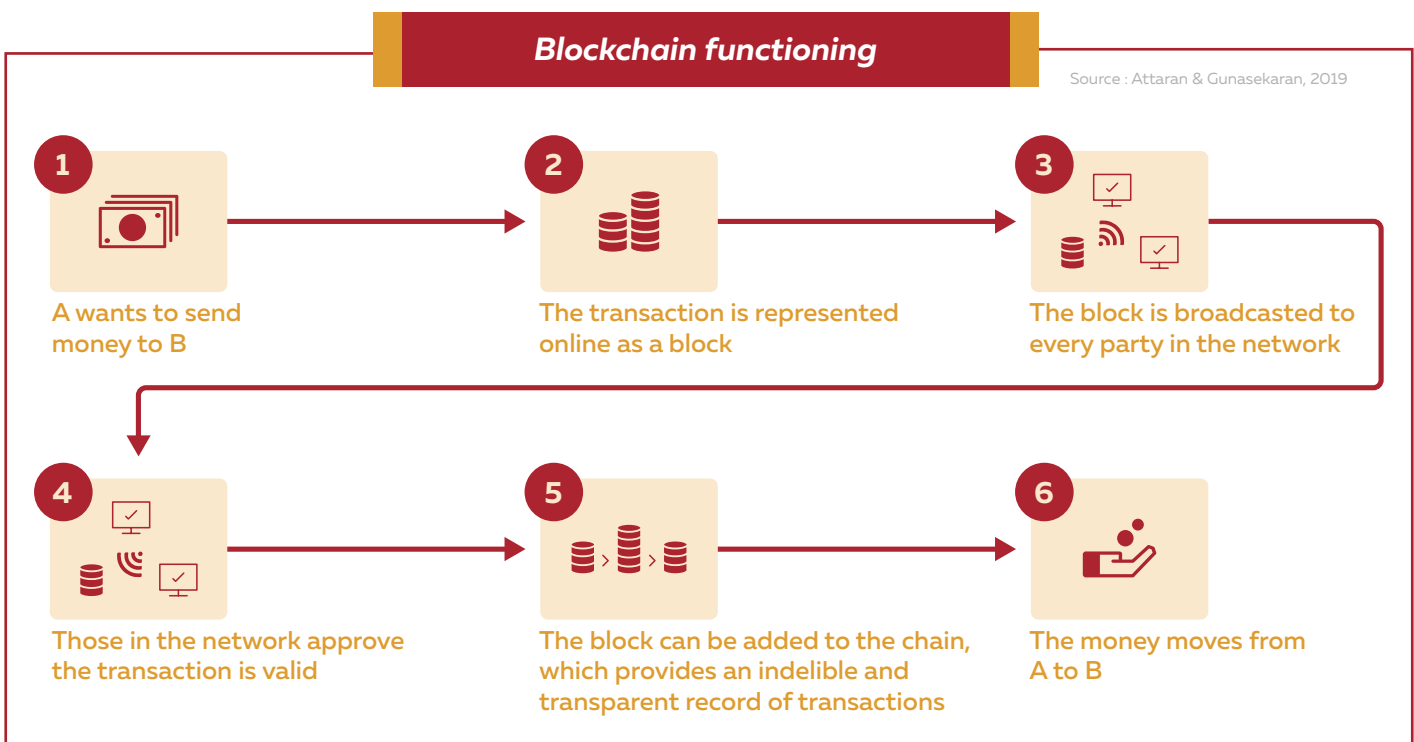 Blockchain functioning
Source : Attaran & Gunasekaran, 2019
1
A wants to send
money to B
2
The transaction is represented
online as a block
3
The block is broadcasted to
every party in the network
4
Those in the network approve
the transaction is valid
5
The block can be added to the chain,
which provides an indelible and
transparent record of transactions
6
The money moves from
A to B